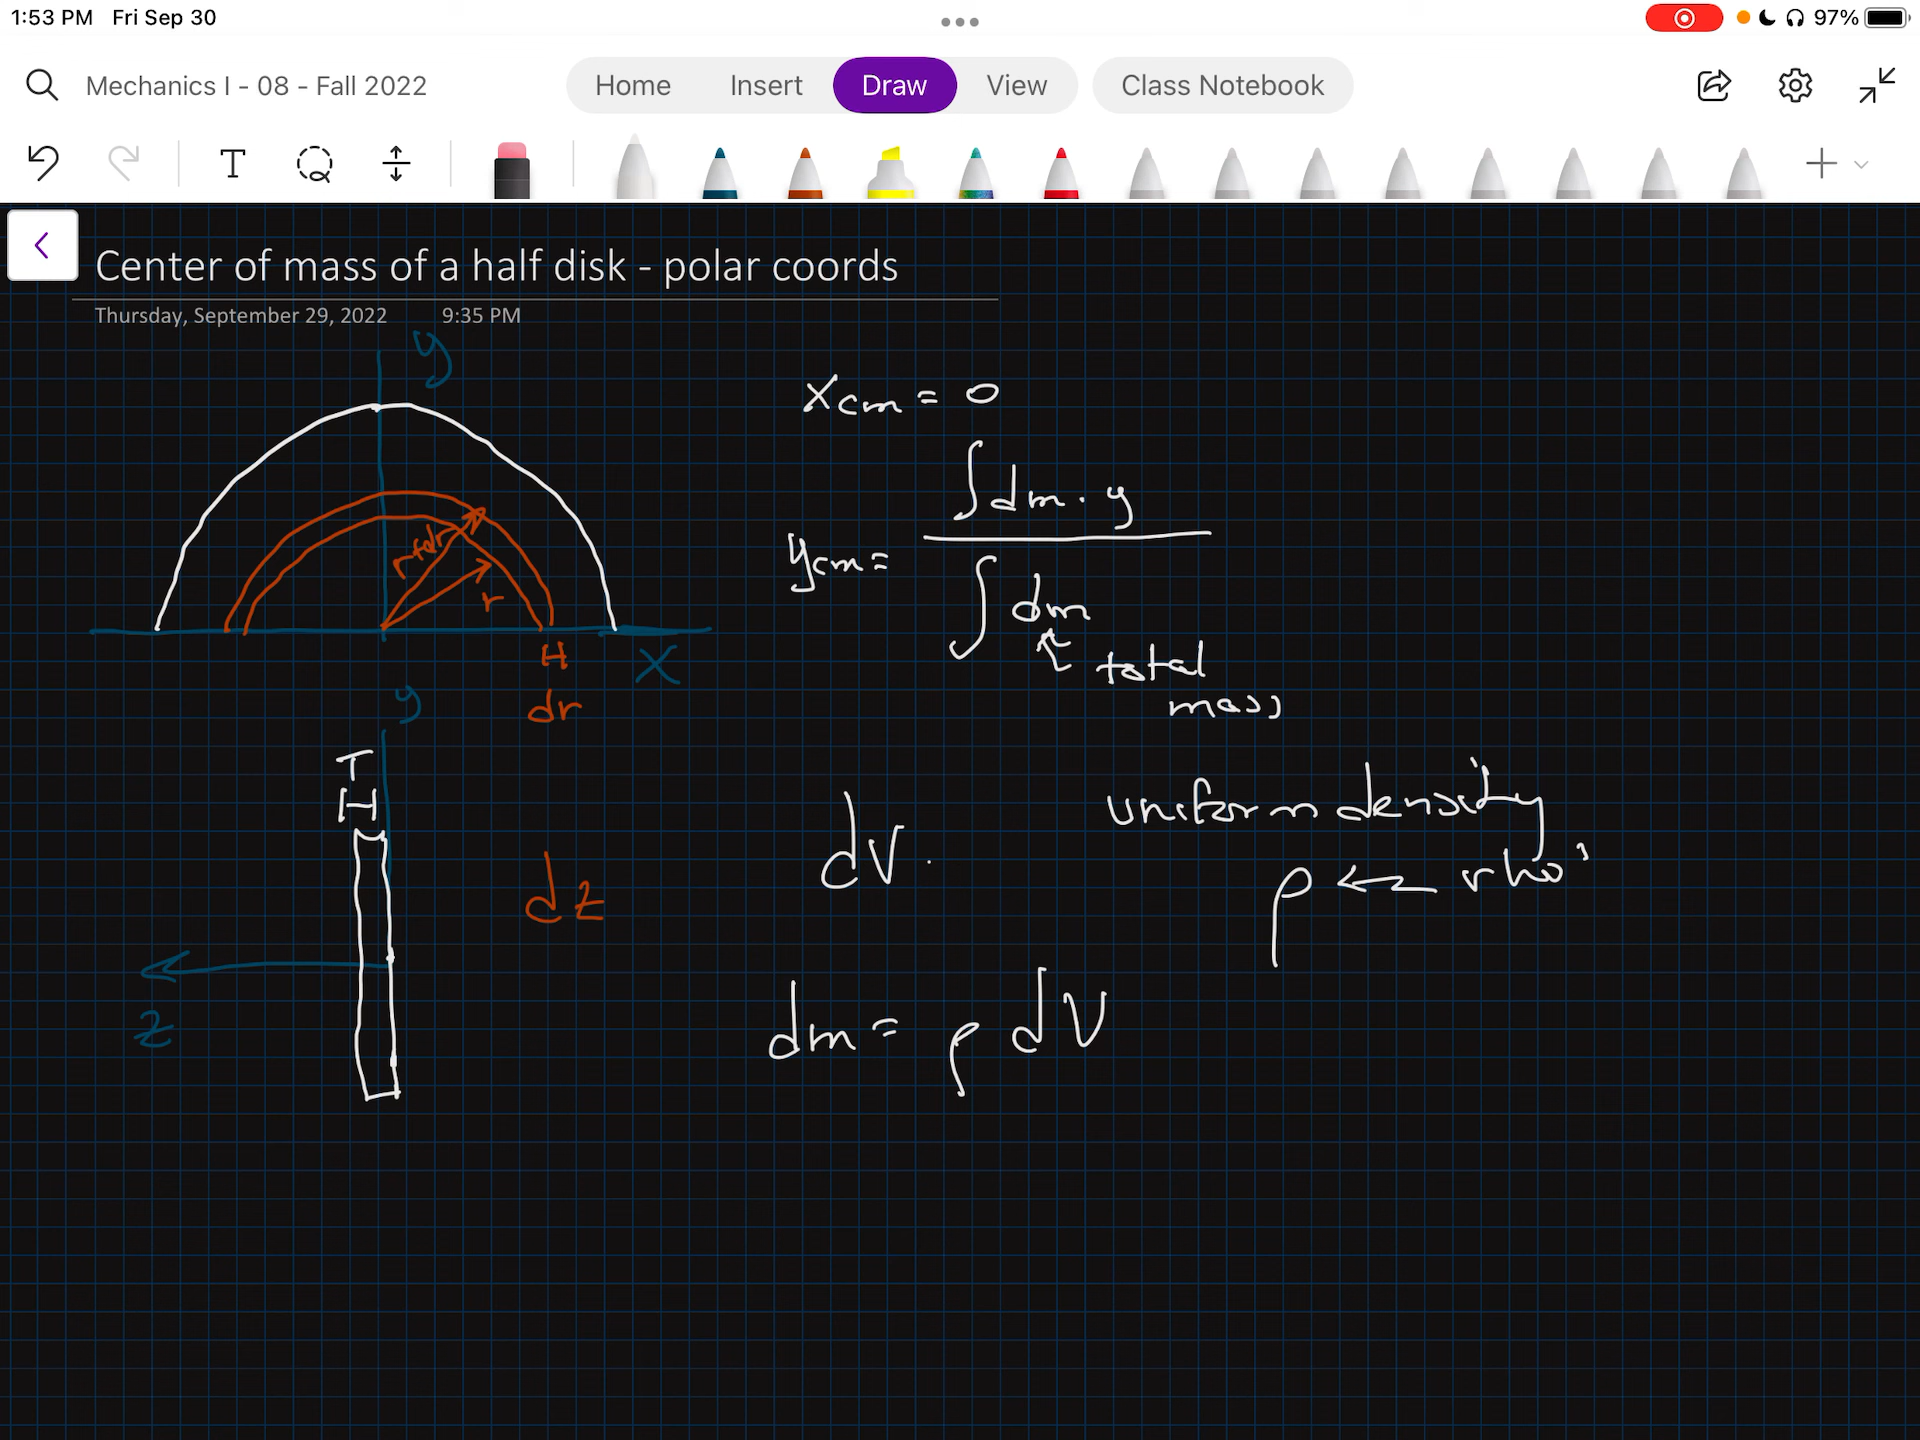 1:53 PM Fri Sep 30
97%
Mechanics I - 08 - Fall 2022
Home Insert Draw View Class Notebook
T
Center of mass of a half disk - polar coords
Thursday, September 29, 2022 9:35 PM
y
x_cm = 0
∫dm · y
y_cm =
∫dm
r+dr
r
x
total
mass
dr
y
T
uniform density
dV
ρ ← rho
dz
z
dm = ρ dV